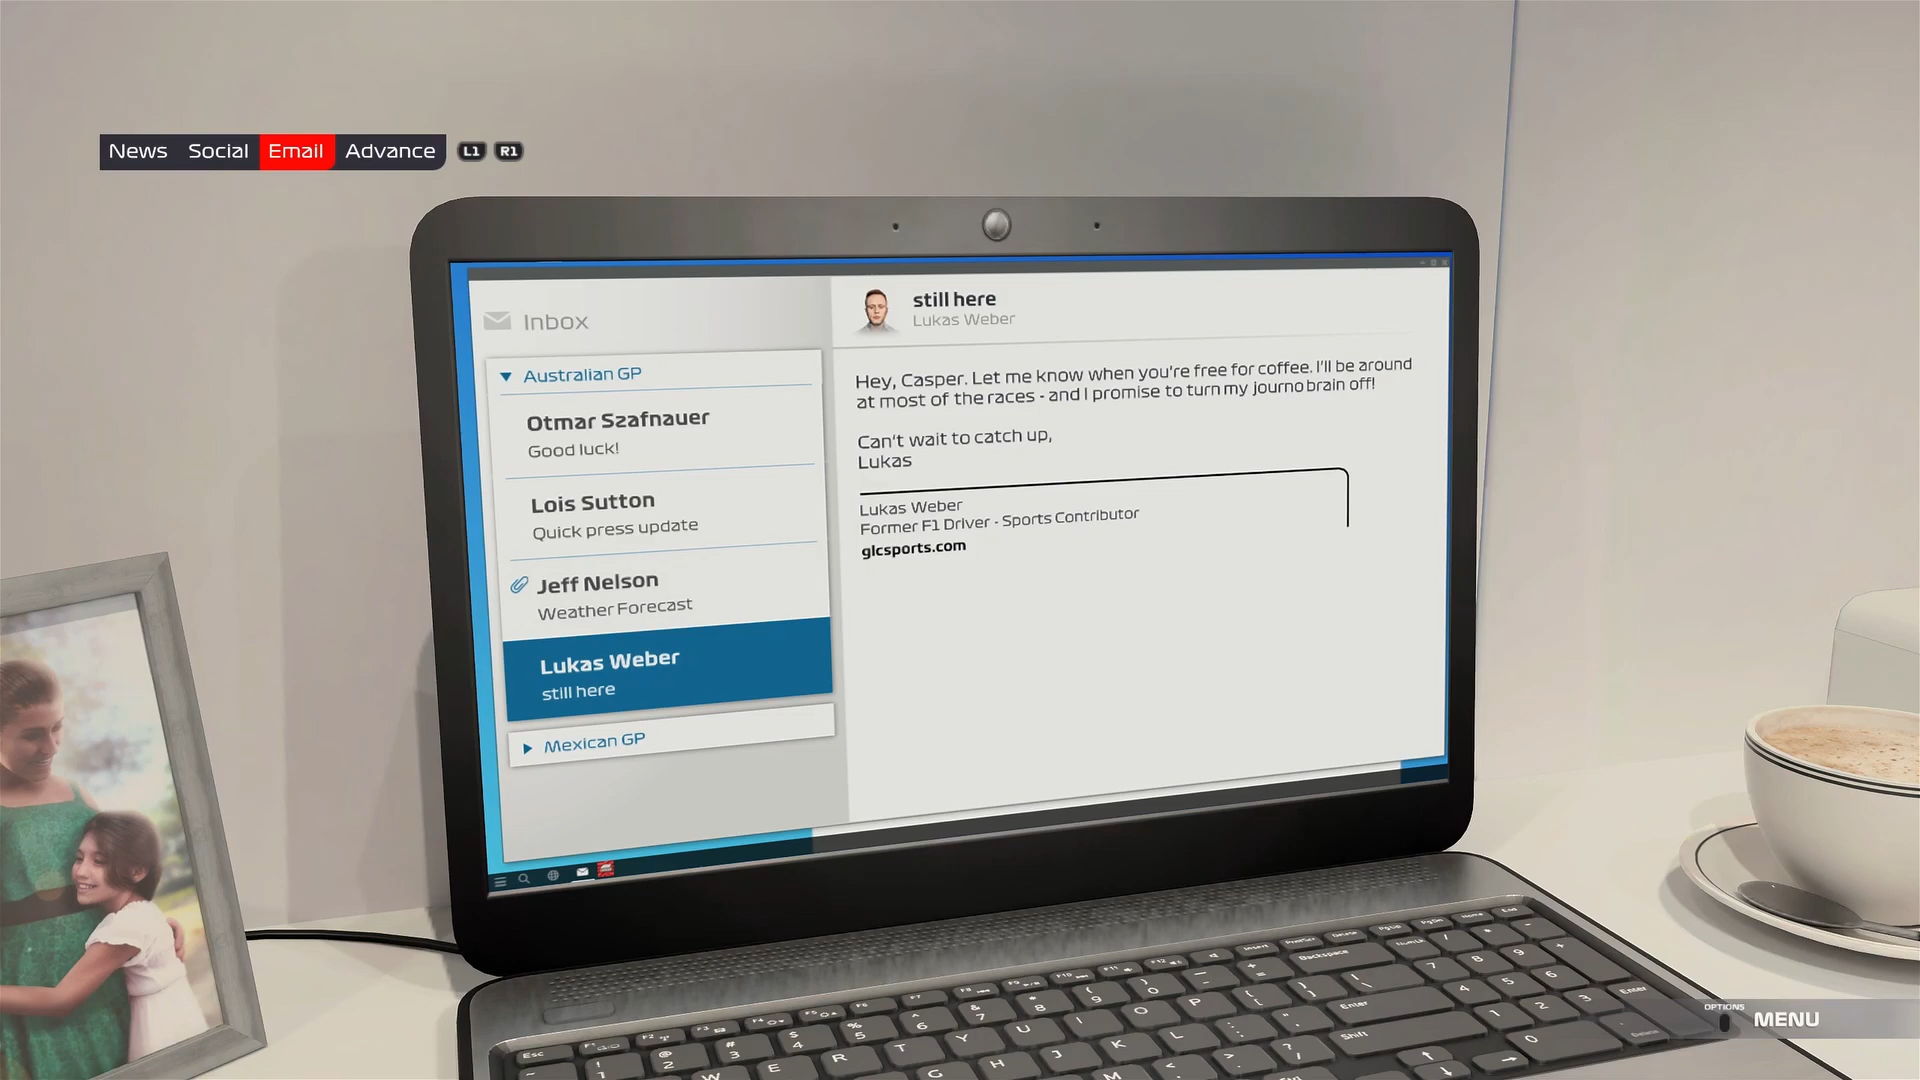 News Social Email Advance L1 R1
Inbox
Australian GP
Otmar Szafnauer
Good luck!
Lois Sutton
Quick press update
Jeff Nelson
Weather Forecast
Lukas Weber
still here
Mexican GP
still here
Lukas Weber
Hey, Casper. Let me know when you're free for coffee. I'll be around
at most of the races - and I promise to turn my journo brain off!
Can't wait to catch up,
Lukas
Lukas Weber
Former F1 Driver - Sports Contributor
glcsports.com
OPTIONS
MENU
Backspace
Enter
Shift
Esc